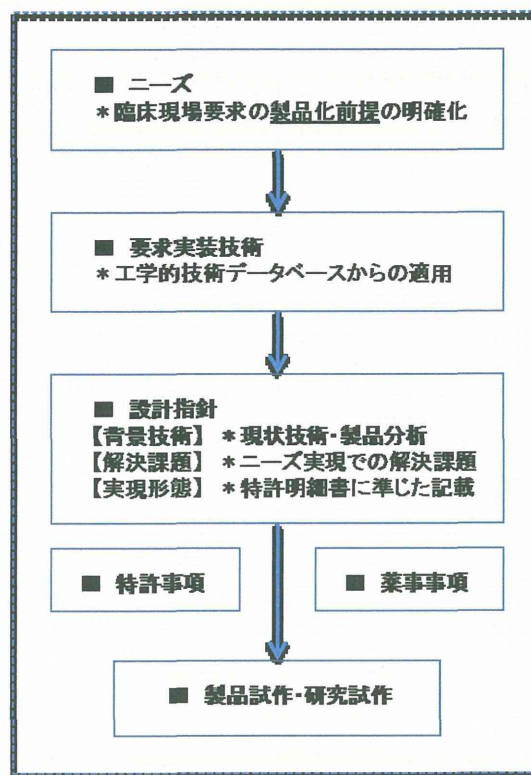 ■ ニーズ
＊臨床現場要求の製品化前提の明確化
■ 要求実装技術
＊工学的技術データベースからの適用
■ 設計指針
【背景技術】 ＊現状技術・製品分析
【解決課題】 ＊ニーズ実現での解決課題
【実現形態】 ＊特許明細書に準じた記載
■ 特許事項
■ 薬事事項
■ 製品試作・研究試作